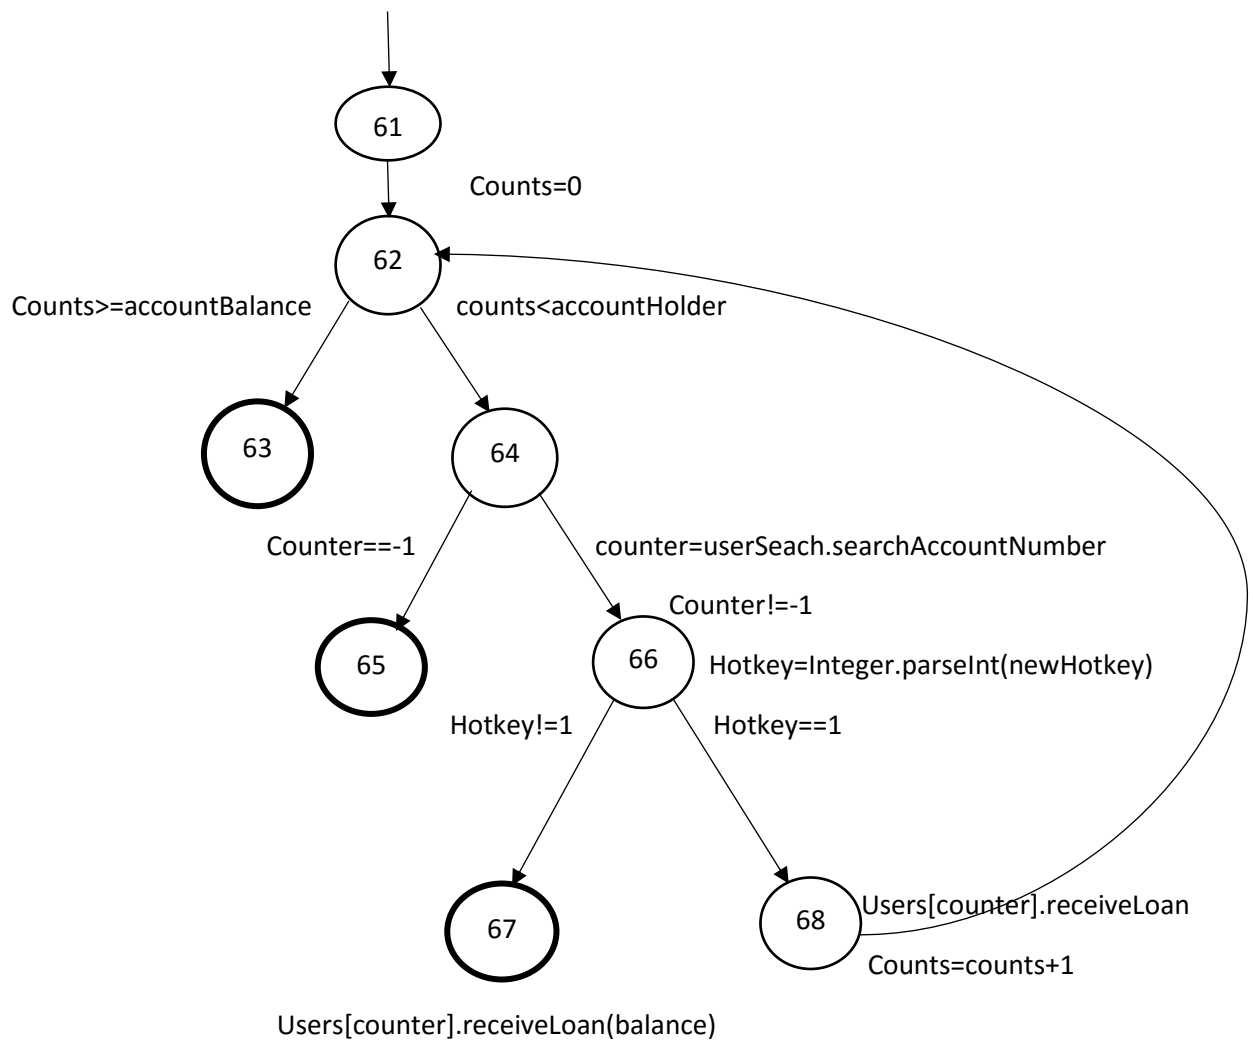 61
Counts=0
62
Counts>=accountBalance
counts<accountHolder
63
64
Counter==-1
counter=userSeach.searchAccountNumber
Counter!=-1
65
66
Hotkey=Integer.parseInt(newHotkey)
Hotkey!=1
Hotkey==1
67
68
Users[counter].receiveLoan
Counts=counts+1
Users[counter].receiveLoan(balance)